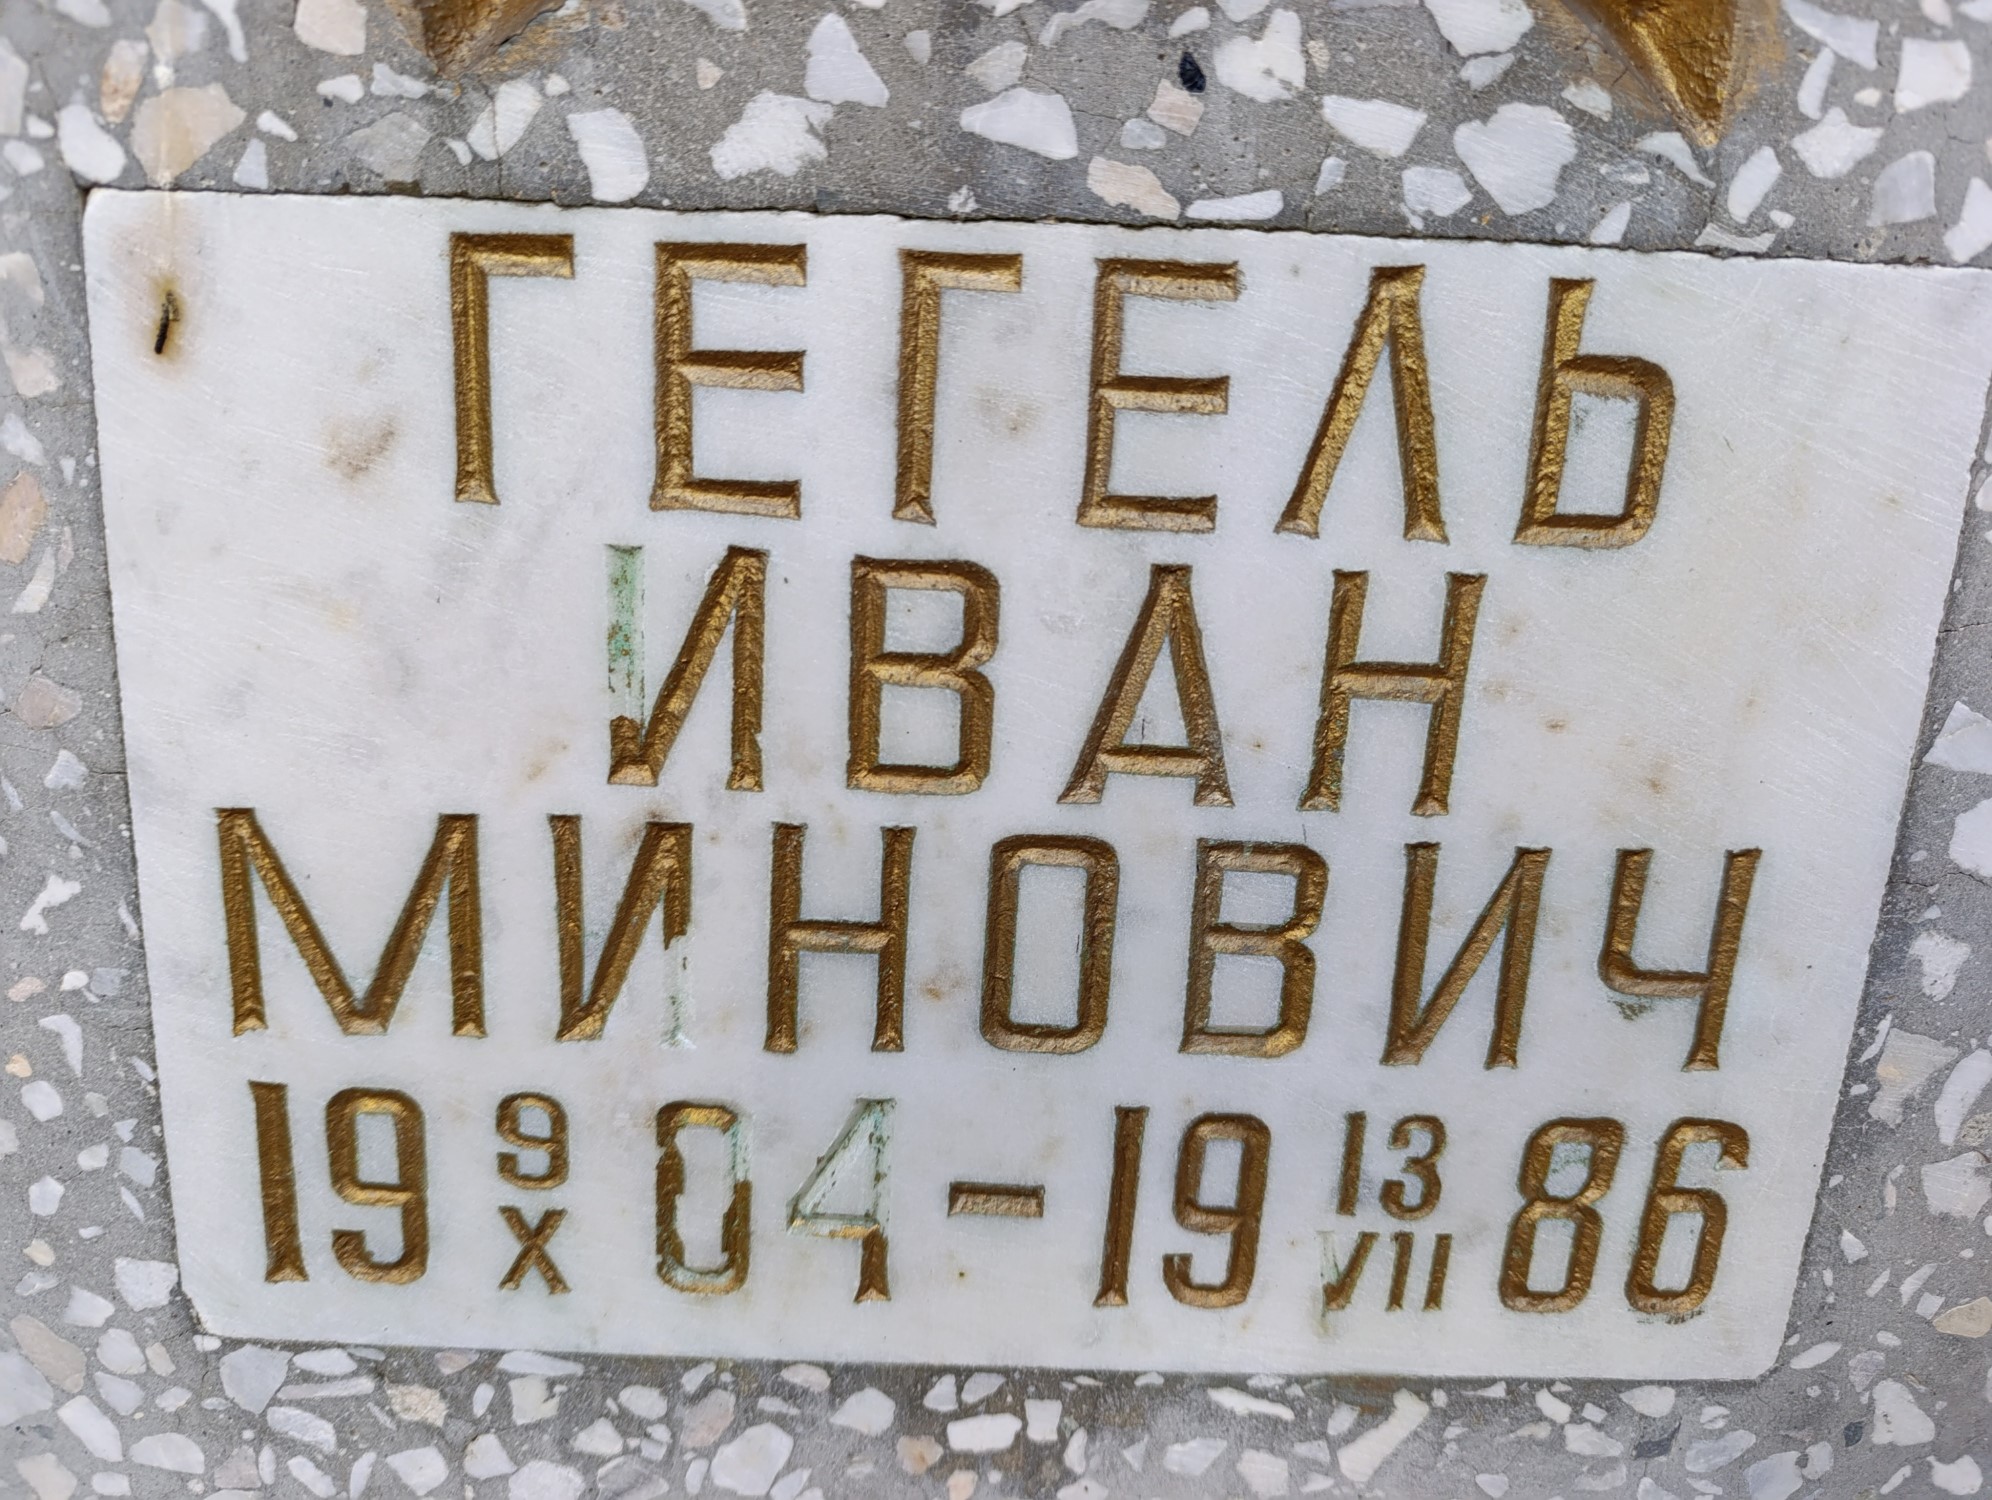 ГЕГЕЛЬ
ИВАН
МИНОВИЧ
19 9/X 04 - 19 13/VII 86